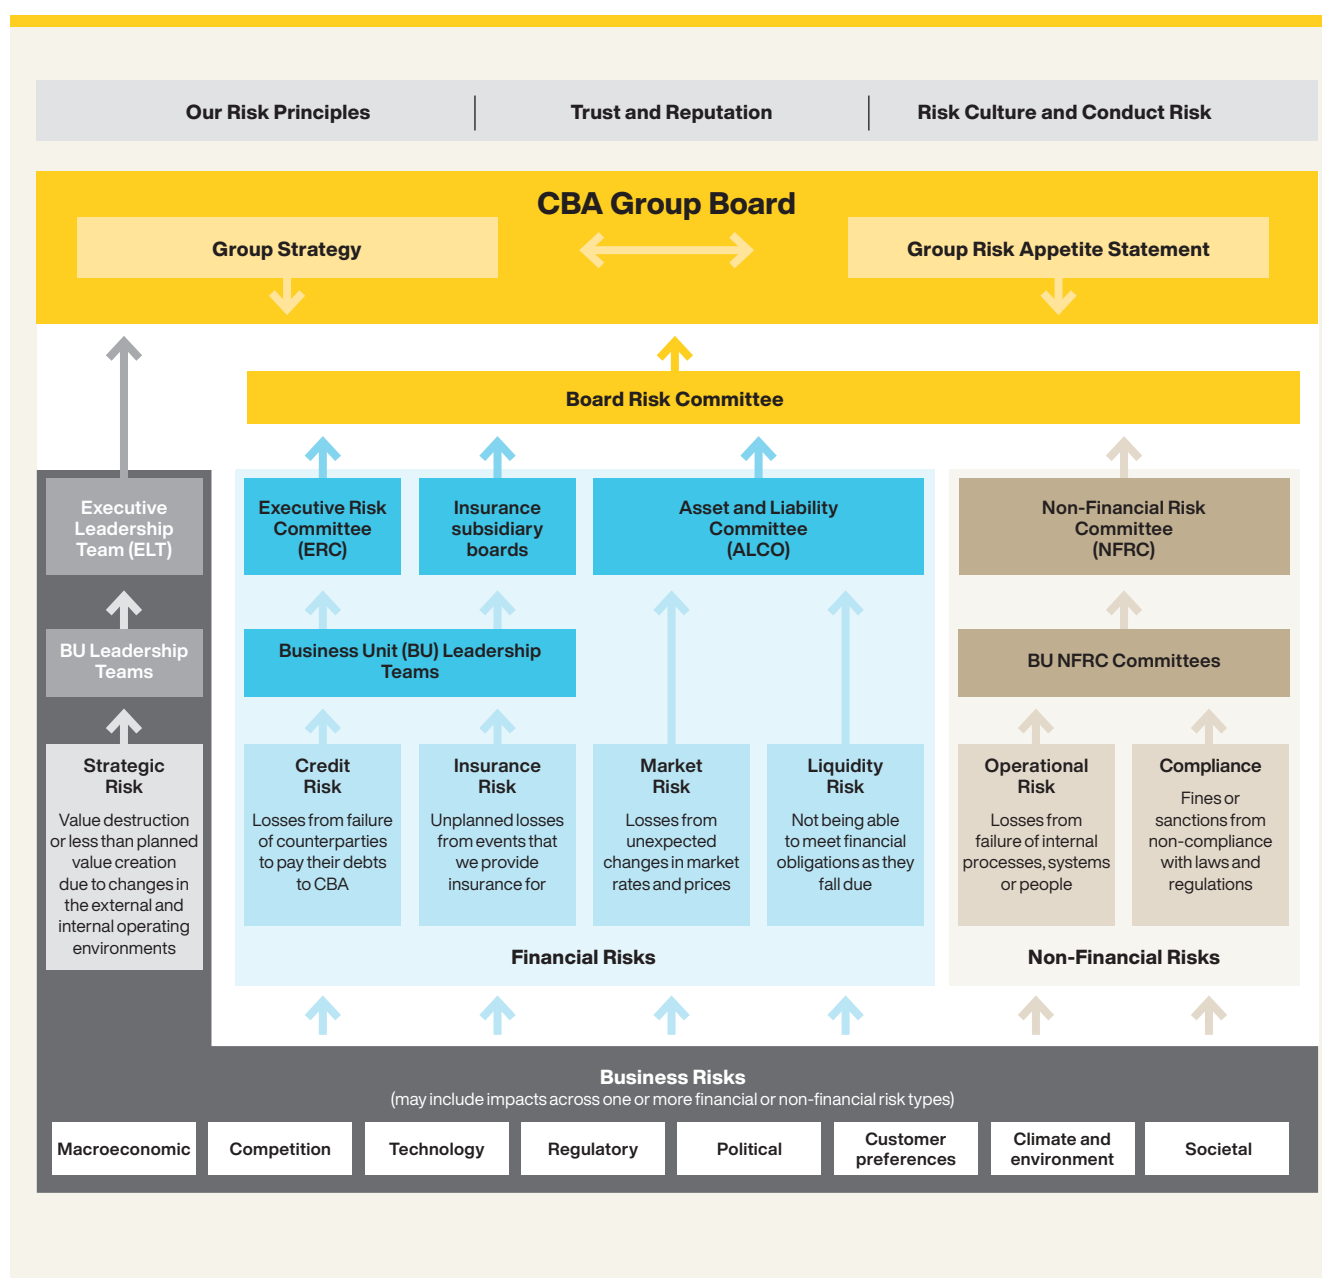 Our Risk Principles
Trust and Reputation
Risk Culture and Conduct Risk
CBA Group Board
Group Strategy
Group Risk Appetite Statement
Board Risk Committee
Executive
Leadership
Team (ELT)
Executive Risk
Committee
(ERC)
Insurance
subsidiary
boards
Asset and Liability
Committee
(ALCO)
Non-Financial Risk
Committee
(NFRC)
BU Leadership
Teams
Business Unit (BU) Leadership
Teams
BU NFRC Committees
Strategic
Risk
Value destruction
or less than planned
value creation
due to changes in
the external and
internal operating
environments
Credit
Risk
Losses from failure
of counterparties
to pay their debts
to CBA
Insurance
Risk
Unplanned losses
from events that
we provide
insurance for
Market
Risk
Losses from
unexpected
changes in market
rates and prices
Liquidity
Risk
Not being able
to meet financial
obligations as they
fall due
Operational
Risk
Losses from
failure of internal
processes, systems
or people
Compliance
Fines or
sanctions from
non-compliance
with laws and
regulations
Financial Risks
Non-Financial Risks
Business Risks
(may include impacts across one or more financial or non-financial risk types)
Macroeconomic
Competition
Technology
Regulatory
Political
Customer
preferences
Climate and
environment
Societal